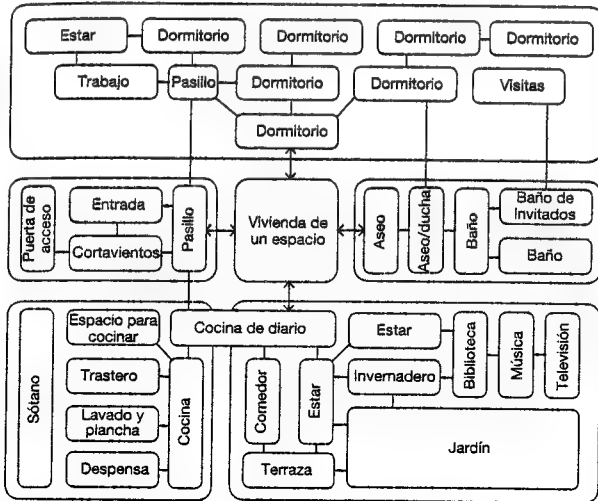 Estar
Dormitorio
Dormitorio
Dormitorio
Dormitorio
Trabajo
Pasillo
Dormitorio
Dormitorio
Visitas
Dormitorio
Puerta de
acceso
Entrada
Cortavientos
Pasillo
Vivienda de
un espacio
Aseo
Aseo/ducha
Baño
Baño de
Invitados
Baño
Sótano
Espacio para
cocinar
Trastero
Lavado y
plancha
Despensa
Cocina
Cocina de diario
Comedor
Estar
Terraza
Estar
Invernadero
Biblioteca
Música
Televisión
Jardín